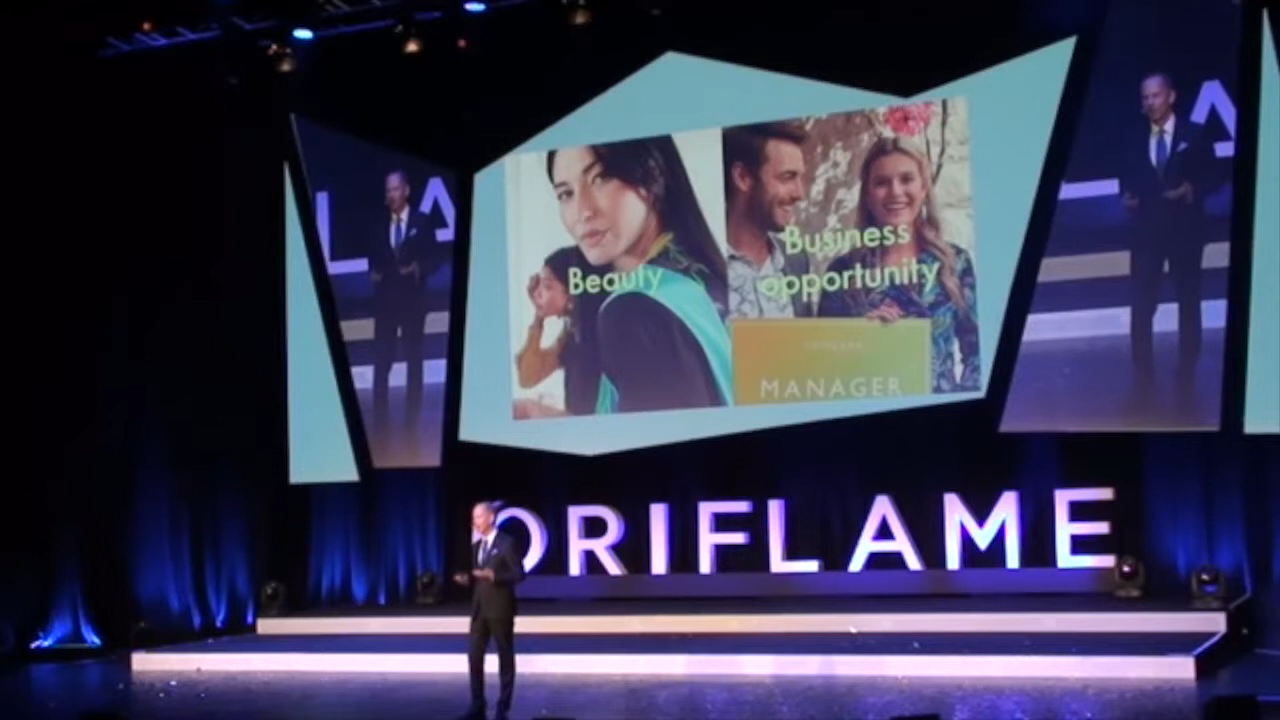 L A
A
Beauty
Business
opportunity
MANAGER
ORIFLAME